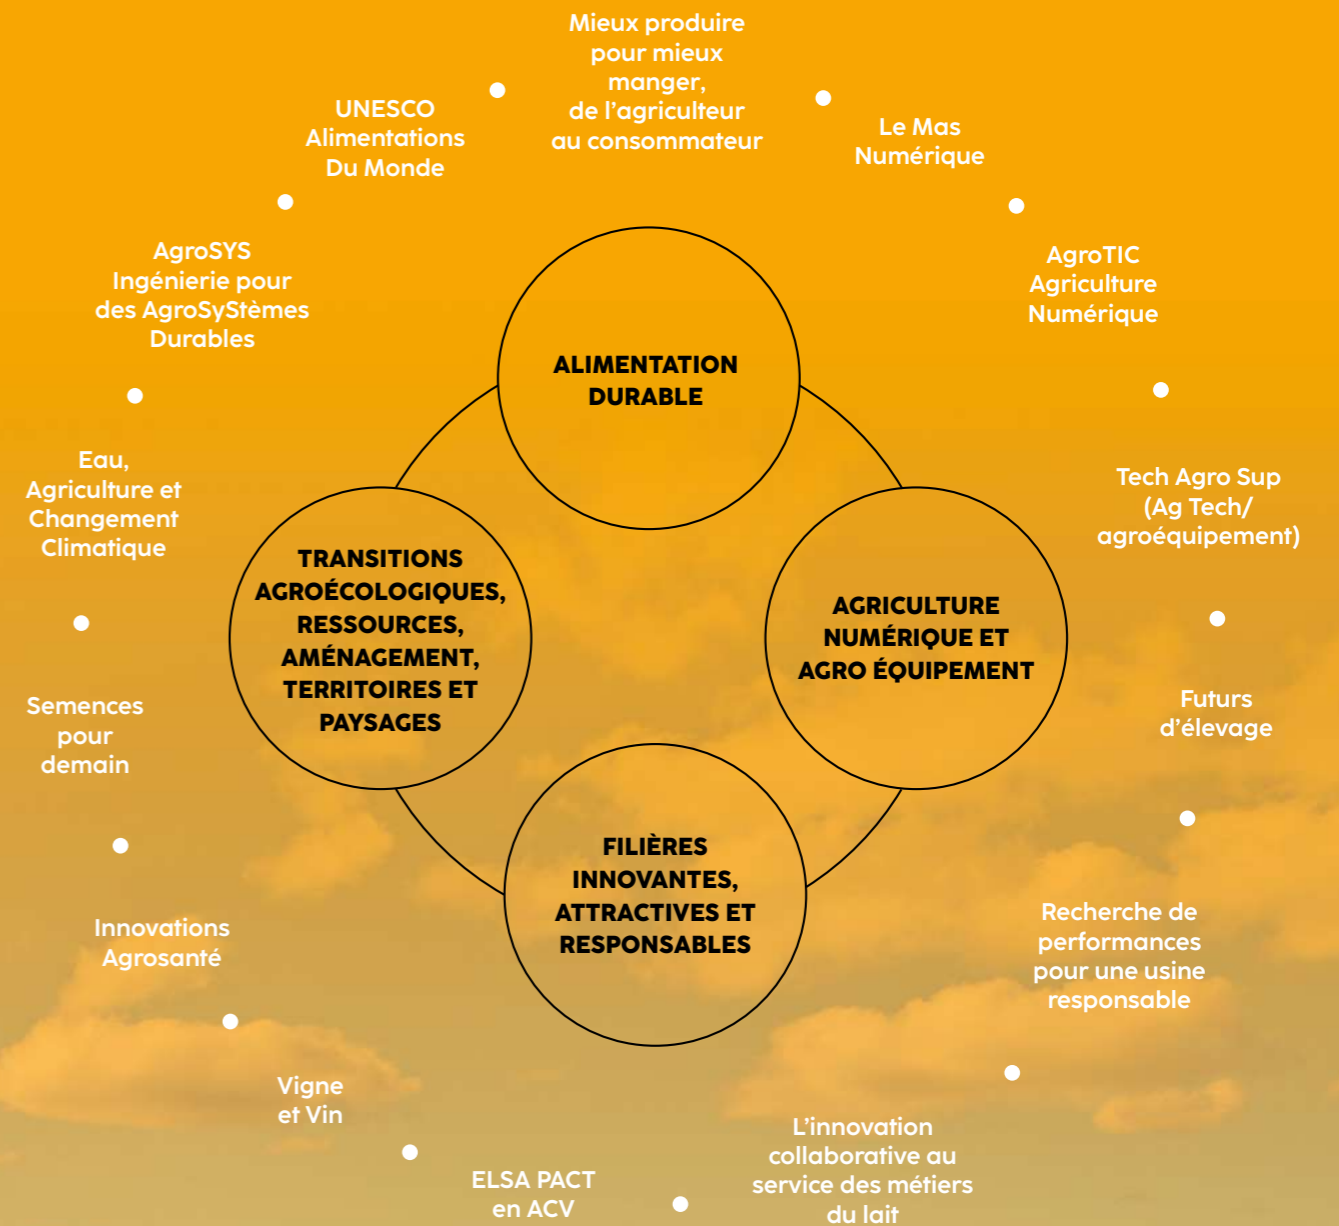 Mieux produire
pour mieux
manger,
de l'agriculteur
au consommateur
Le Mas
Numérique
AgroTIC
Agriculture
Numérique
Tech Agro Sup
(Ag Tech/
agroéquipement)
Futurs
d'élevage
Recherche de
performances
pour une usine
responsable
L'innovation
collaborative au
service des métiers
du lait
ELSA PACT
en ACV
Vigne
et Vin
Innovations
Agrosanté
Semences
pour
demain
Eau,
Agriculture et
Changement
Climatique
AgroSYS
Ingénierie pour
des AgroSyStèmes
Durables
UNESCO
Alimentations
Du Monde
ALIMENTATION
DURABLE
AGRICULTURE
NUMÉRIQUE ET
AGRO ÉQUIPEMENT
FILIÈRES
INNOVANTES,
ATTRACTIVES ET
RESPONSABLES
TRANSITIONS
AGROÉCOLOGIQUES,
RESSOURCES,
AMÉNAGEMENT,
TERRITOIRES ET
PAYSAGES